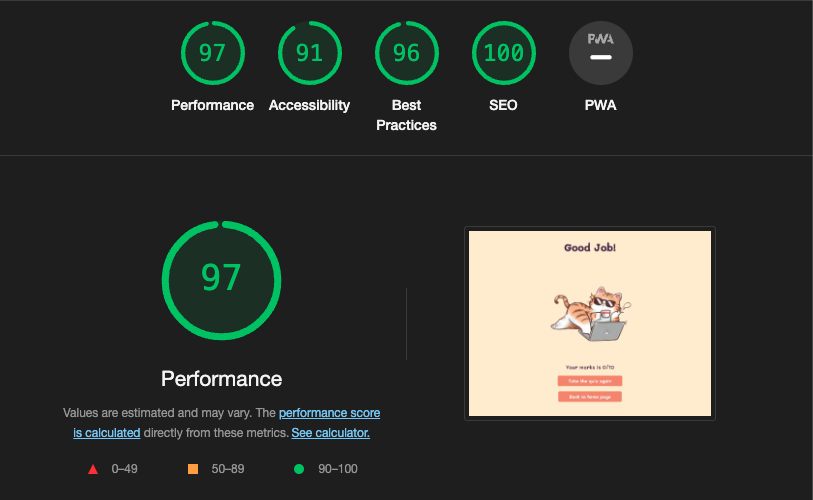 97
91
96
100
PWA
Performance
Accessibility
Best
Practices
SEO
PWA
97
Performance
Values are estimated and may vary. The performance score
is calculated directly from these metrics. See calculator.
0–49
50–89
90–100
Good Job!
Your marks is 0/10
Take the quiz again
Back to home page